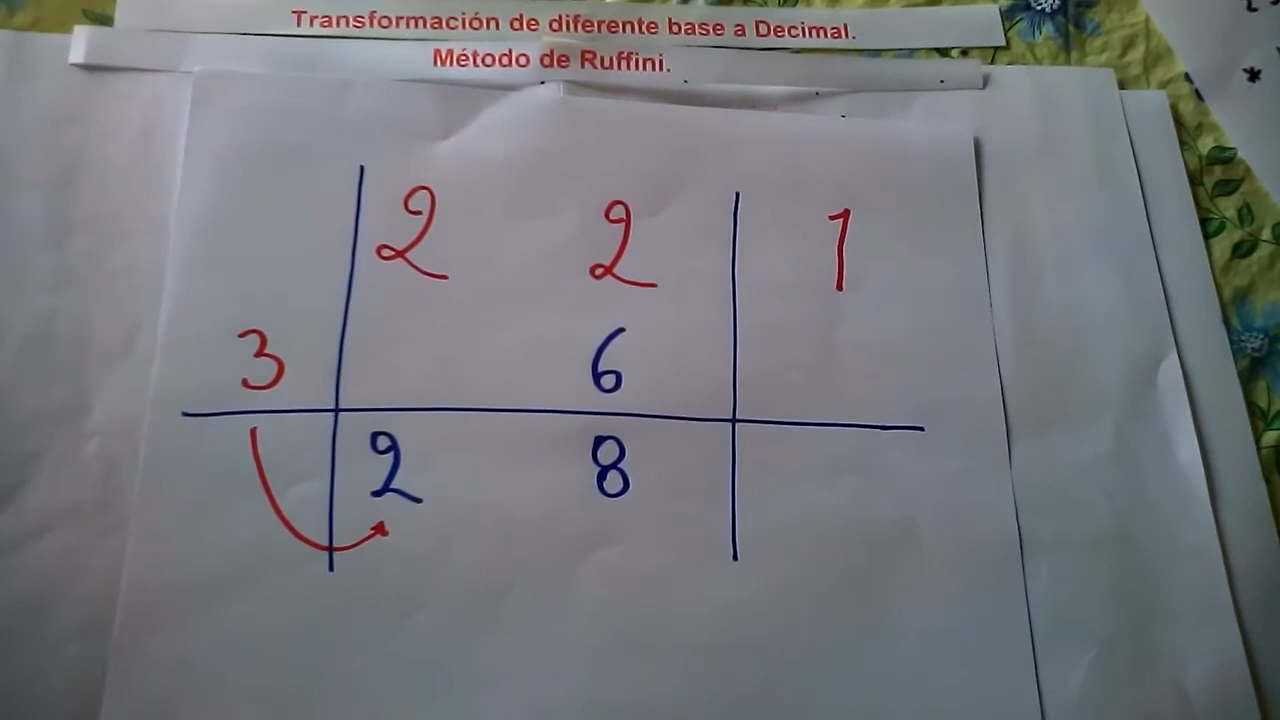 Transformación de diferente base a Decimal.
Método de Ruffini.
2 2 1
3 6
2 8